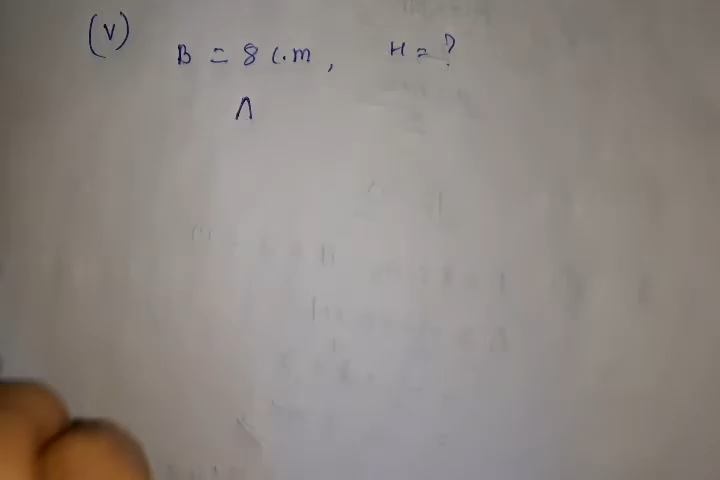 (V) B = 8 c.m, H = ?
Λ